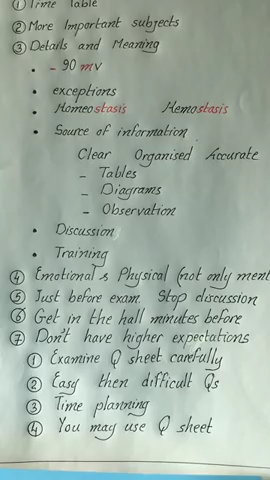 ① Time Table
② More Important subjects
③ Details and Meaning
• - 90 mv
• exceptions
• Homeostasis Hemostasis
• Source of information
Clear Organised Accurate
- Tables
- Diagrams
- Observation
• Discussion
• Training
④ Emotional & Physical (not only ment
⑤ Just before exam Stop discussion
⑥ Get in the hall minutes before
⑦ Don't have higher expectations
① Examine Q sheet carefully
② Easy then difficult Qs
③ Time planning
④ You may use Q sheet